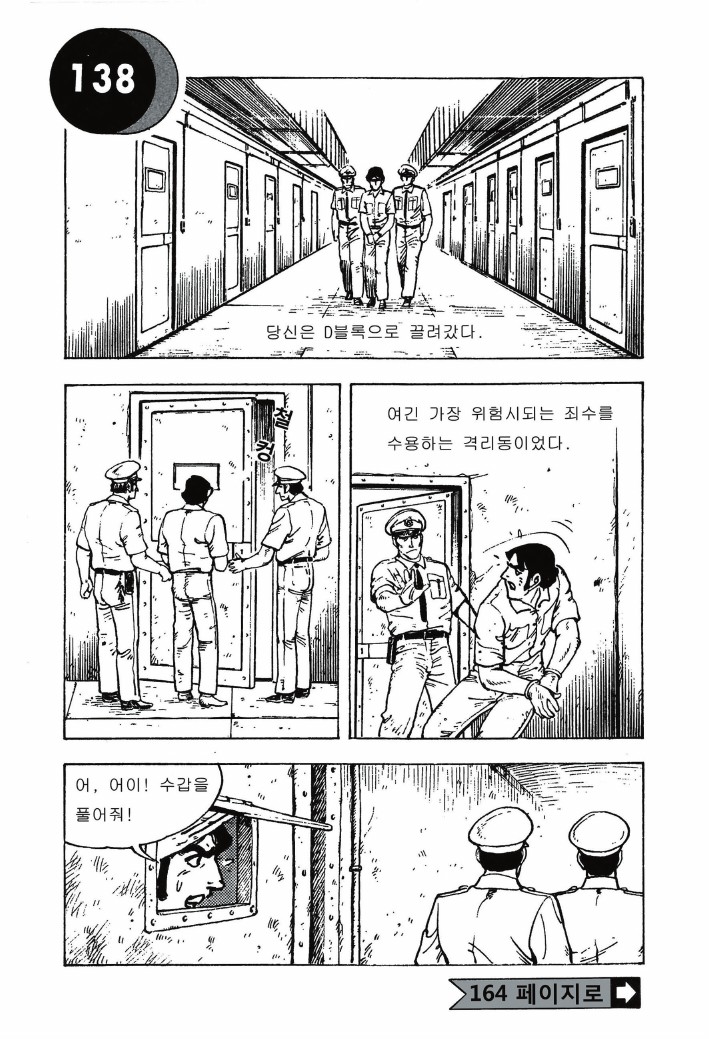 138
당신은 D블록으로 끌려갔다.
철
컹
여긴 가장 위험시되는 죄수를
수용하는 격리동이었다.
어, 어이! 수갑을
풀어줘!
164 페이지로